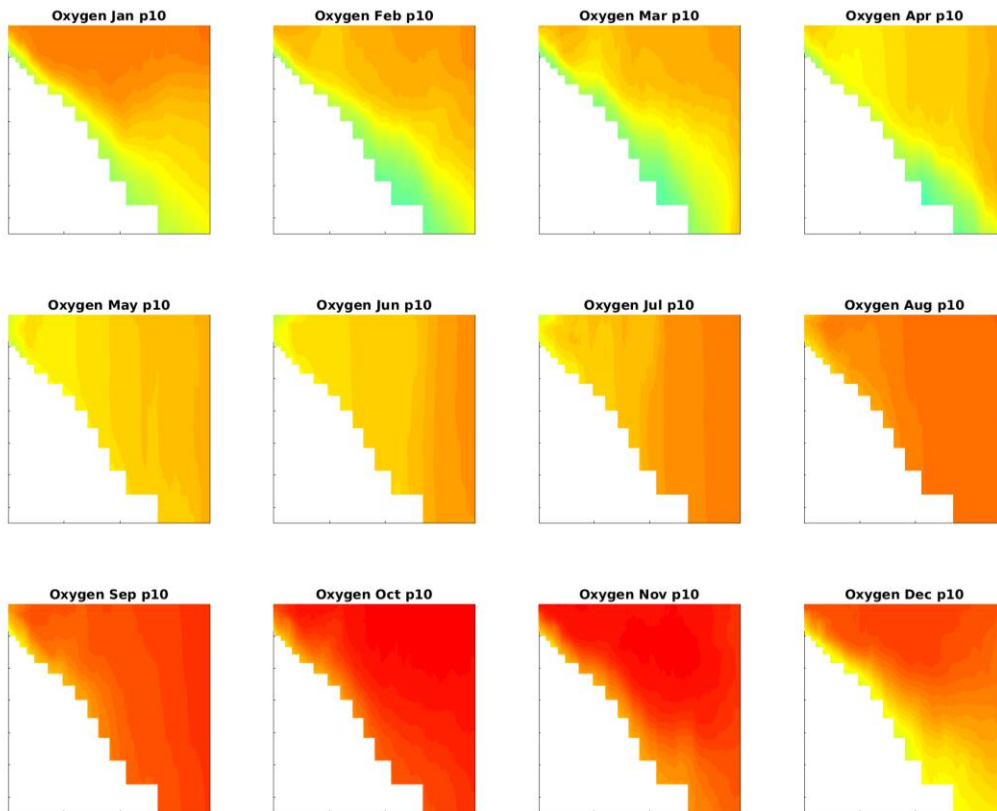 Oxygen Jan p10
Oxygen Feb p10
Oxygen Mar p10
Oxygen Apr p10
Oxygen May p10
Oxygen Jun p10
Oxygen Jul p10
Oxygen Aug p10
Oxygen Sep p10
Oxygen Oct p10
Oxygen Nov p10
Oxygen Dec p10